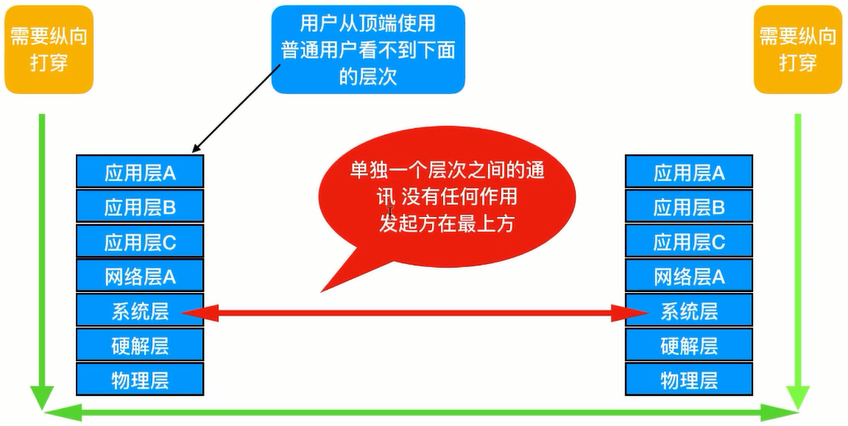 需要纵向
打穿
用户从顶端使用
普通用户看不到下面
的层次
需要纵向
打穿
单独一个层次之间的通
讯 没有任何作用
发起方在最上方
应用层A
应用层B
应用层C
网络层A
系统层
硬解层
物理层
应用层A
应用层B
应用层C
网络层A
系统层
硬解层
物理层